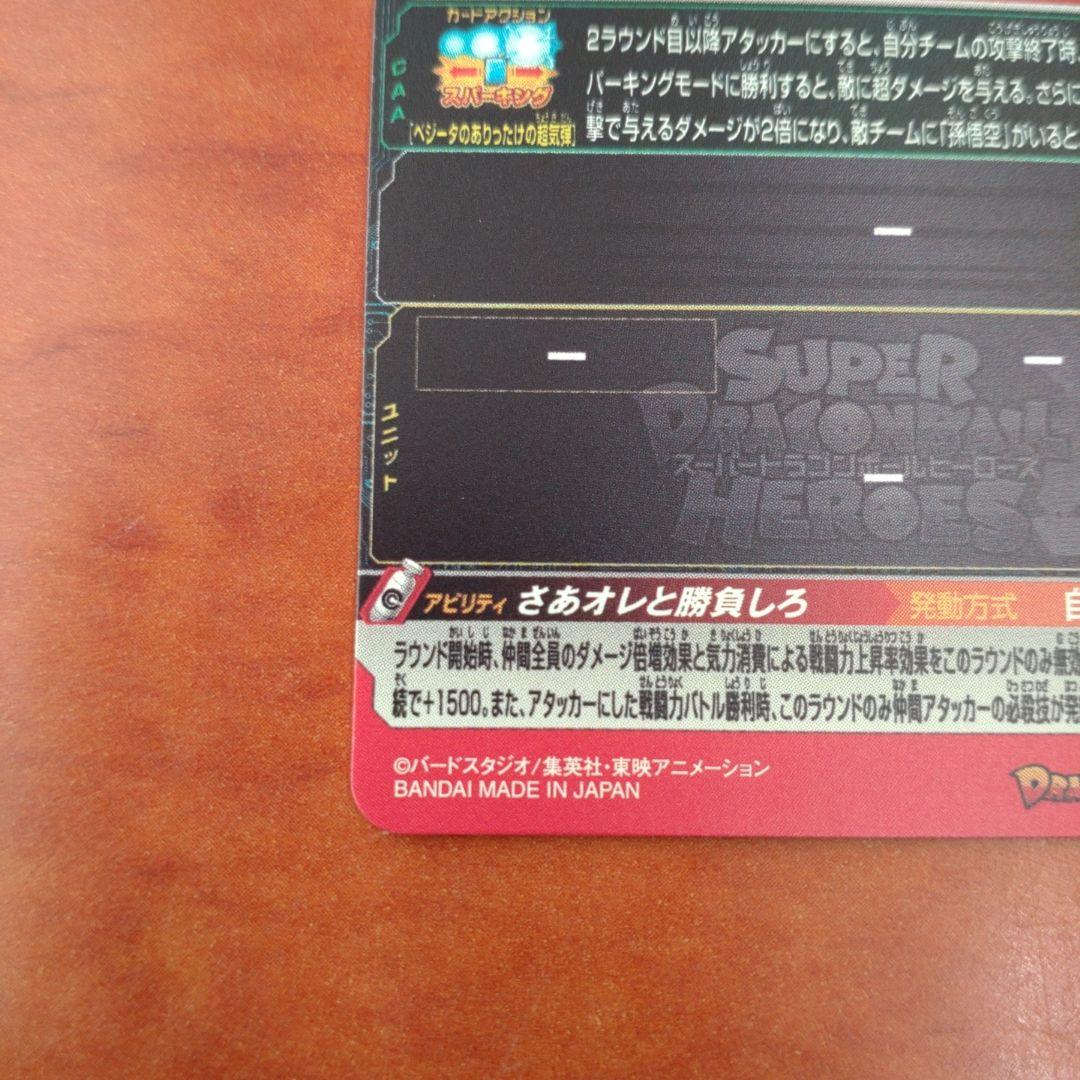 カードアクション
スパーキング
[ベジータのありったけの超気弾]
CAA
2ラウンド目以降アタッカーにすると、自分チームの攻撃終了時、
パーキングモードに勝利すると、敵に超ダメージを与える。さらに
撃で与えるダメージが2倍になり、敵チームに「孫悟空」がいると、
ー
ユニット
ー
ー
ー
SUPER
DRAGONBALL
スーパードラゴンボールヒーローズ
HEROES
C
アビリティ さあオレと勝負しろ 発動方式
ラウンド開始時、仲間全員のダメージ倍増効果と気力消費による戦闘力上昇率効果をこのラウンドのみ無効
続で+1500。また、アタッカーにした戦闘力バトル勝利時、このラウンドのみ仲間アタッカーの必殺技が発
©バードスタジオ/集英社・東映アニメーション
BANDAI MADE IN JAPAN